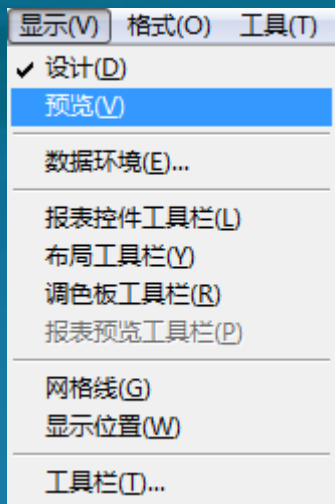 显示(V) 格式(O) 工具(T)
设计(D)
预览(V)
数据环境(E)...
报表控件工具栏(L)
布局工具栏(Y)
调色板工具栏(R)
报表预览工具栏(P)
网格线(G)
显示位置(W)
工具栏(T)...